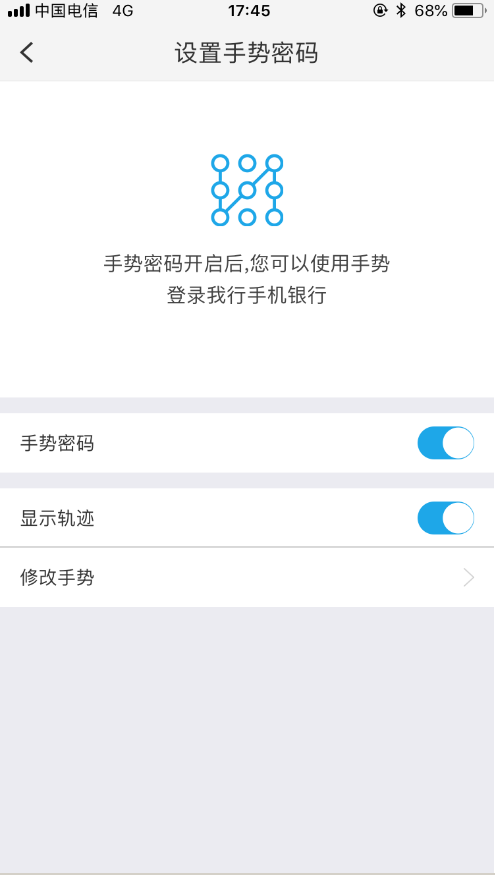 中国电信 4G 17:45 68%
设置手势密码
手势密码开启后,您可以使用手势
登录我行手机银行
手势密码
显示轨迹
修改手势